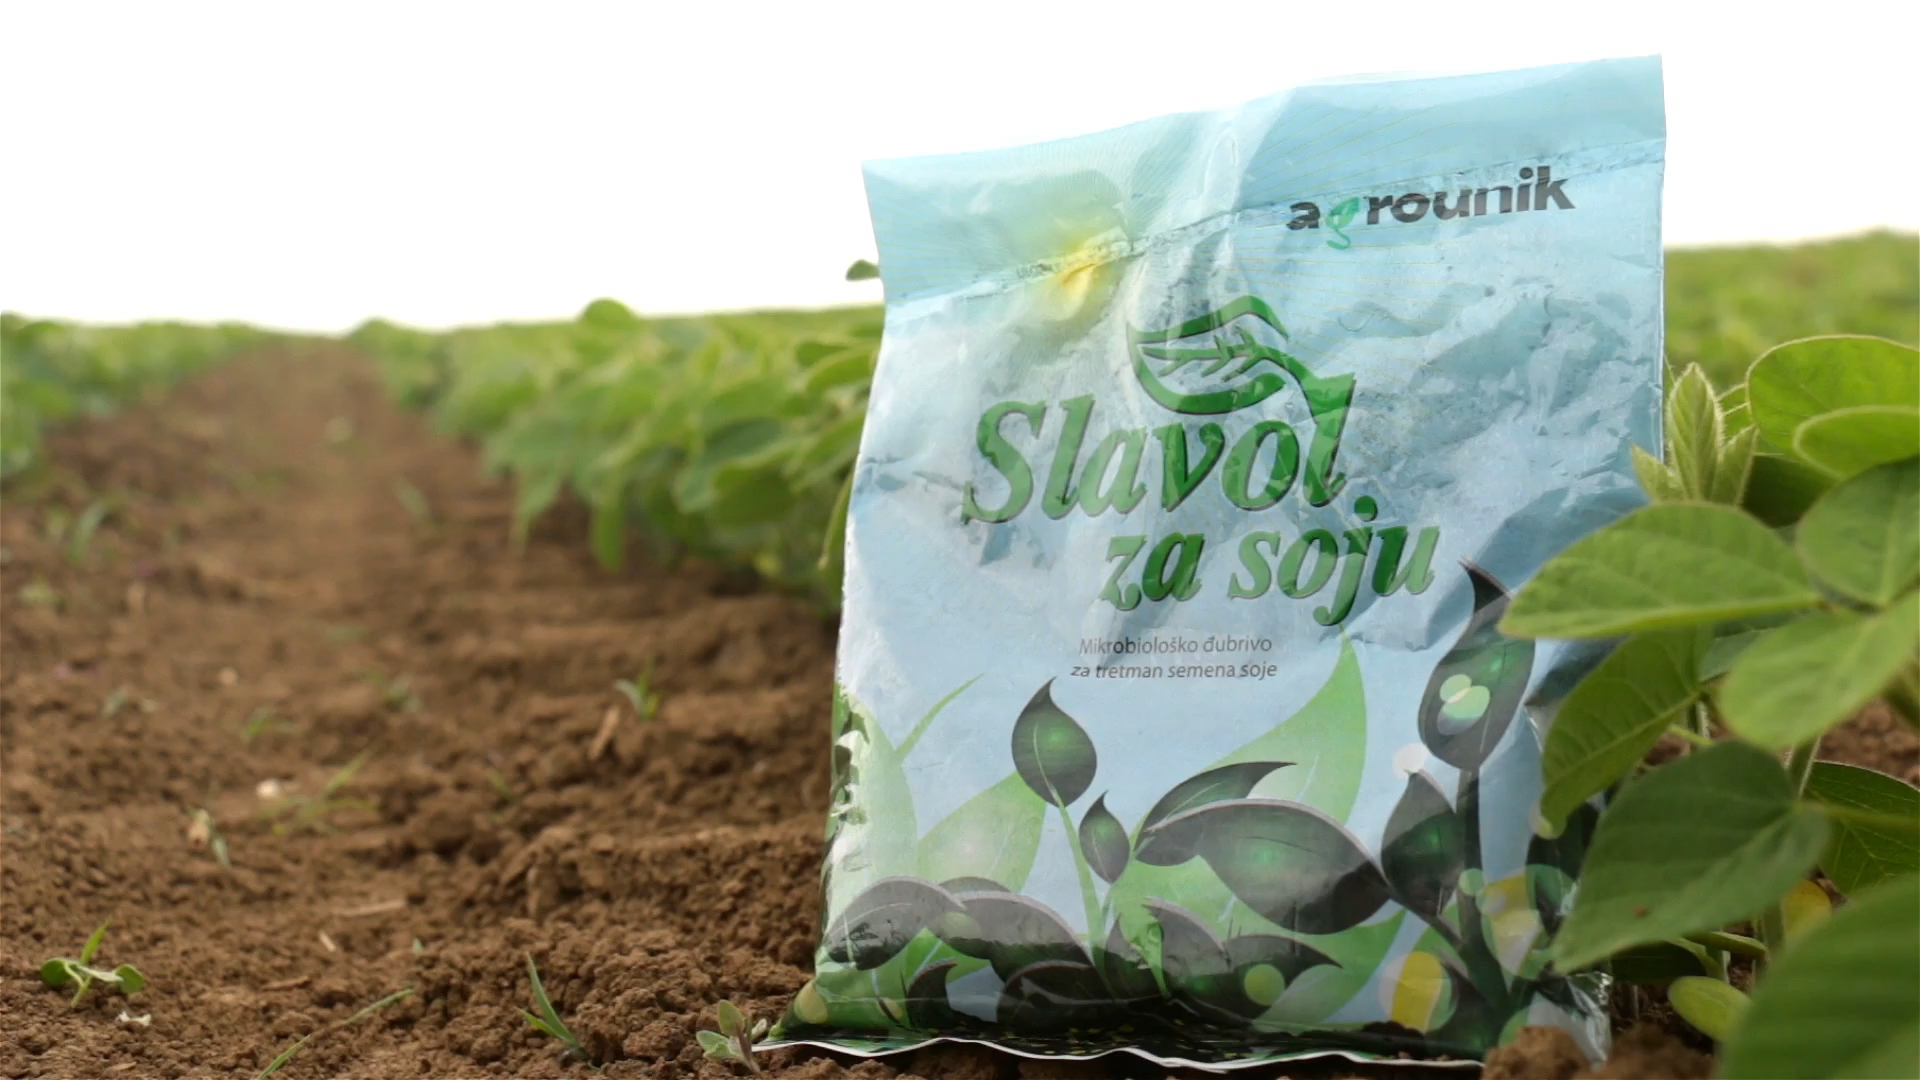 agrounik
Slavol
za soju
Mikrobiološko đubrivo
za tretman semena soje